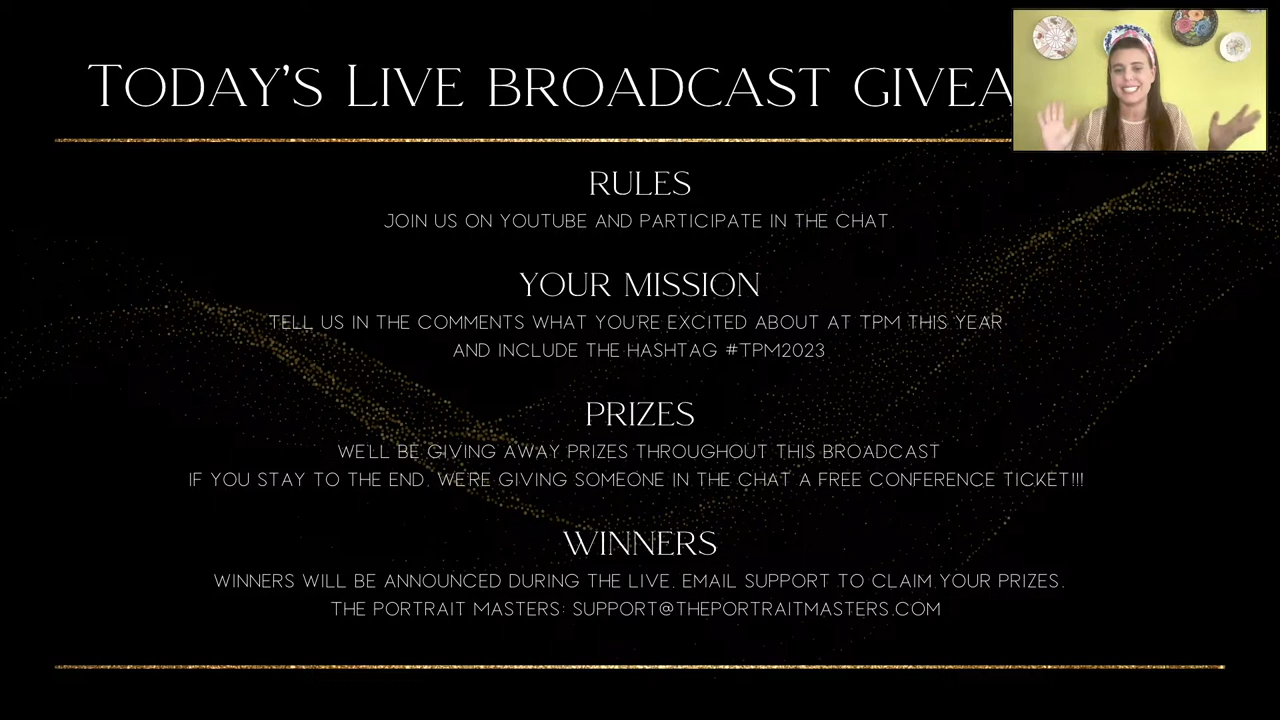 TODAY'S LIVE BROADCAST
RULES
JOIN US ON YOUTUBE AND PARTICIPATE IN THE CHAT.
YOUR MISSION
TELL US IN THE COMMENTS WHAT YOU'RE EXCITED ABOUT AT TPM THIS YEAR
AND INCLUDE THE HASHTAG #TPM2023
PRIZES
WE'LL BE GIVING AWAY PRIZES THROUGHOUT THIS BROADCAST
IF YOU STAY TO THE END, WE'RE GIVING SOMEONE IN THE CHAT A FREE CONFERENCE TICKET!!!
WINNERS
WINNERS WILL BE ANNOUNCED DURING THE LIVE. EMAIL SUPPORT TO CLAIM YOUR PRIZES.
THE PORTRAIT MASTERS: SUPPORT@THEPORTRAITMASTERS.COM